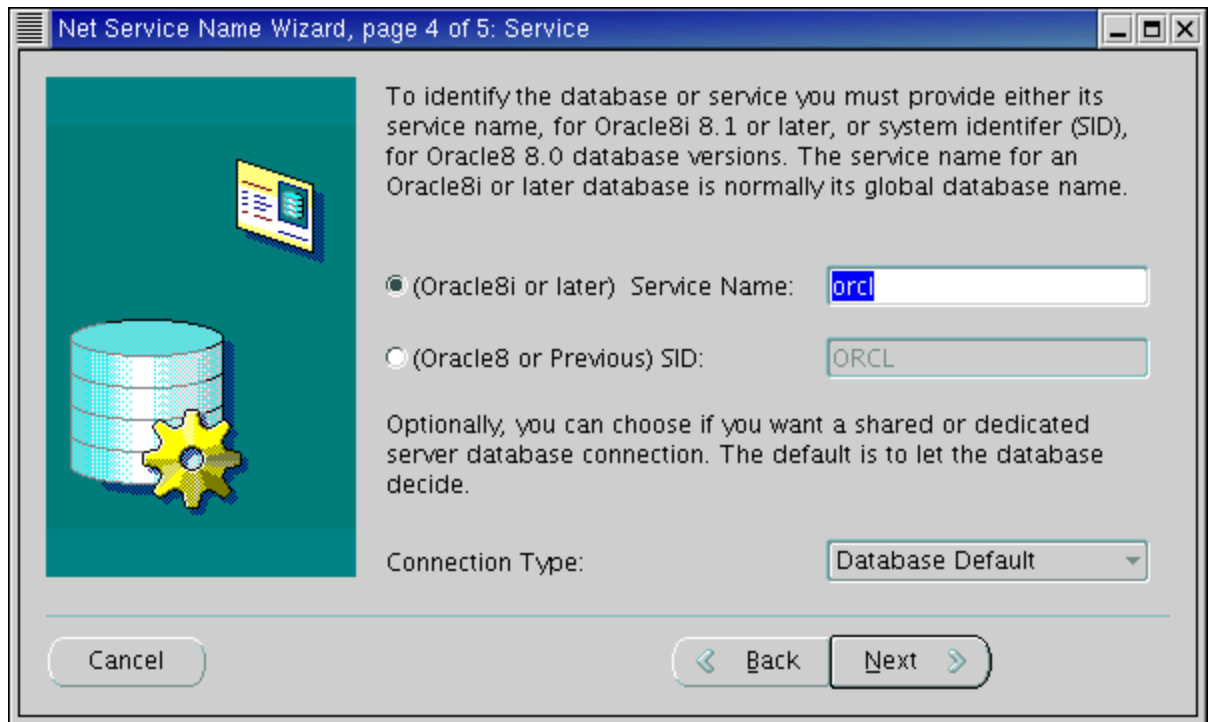 Net Service Name Wizard, page 4 of 5: Service
To identify the database or service you must provide either its
service name, for Oracle8i 8.1 or later, or system identifer (SID),
for Oracle8 8.0 database versions. The service name for an
Oracle8i or later database is normally its global database name.
(Oracle8i or later) Service Name: orcl
(Oracle8 or Previous) SID: ORCL
Optionally, you can choose if you want a shared or dedicated
server database connection. The default is to let the database
decide.
Connection Type: Database Default
Cancel Back Next